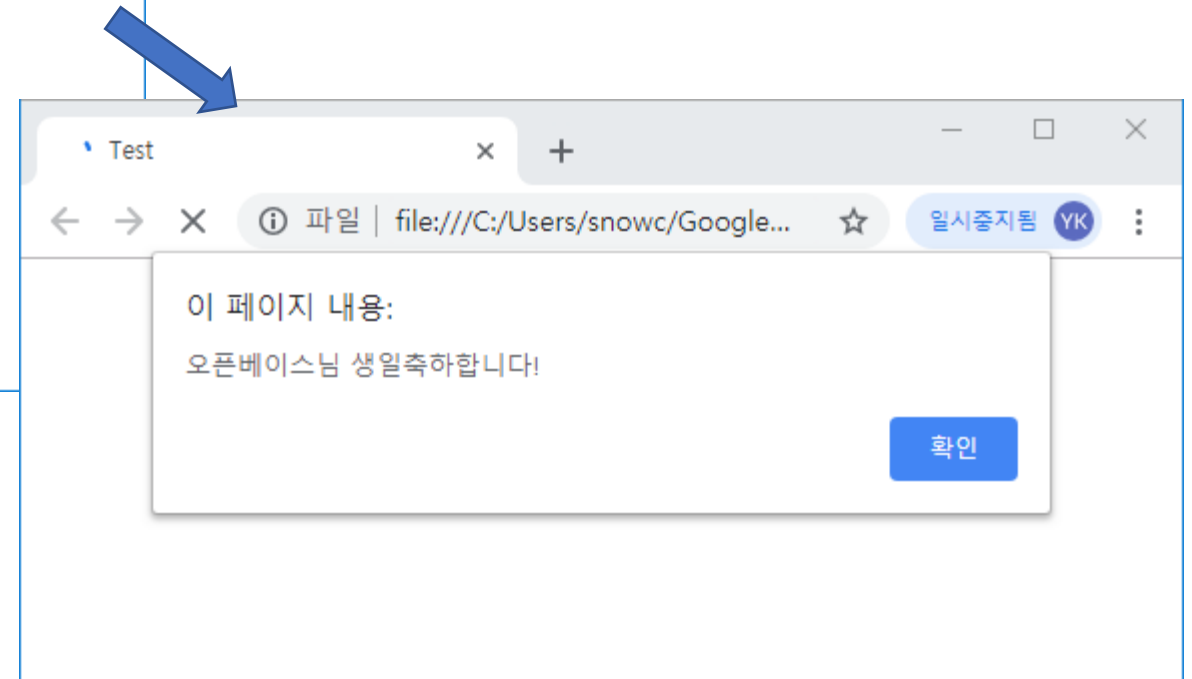 Test
파일 file:///C:/Users/snowc/Google...
일시중지됨 YK
이 페이지 내용:
오픈베이스님 생일축하합니다!
확인